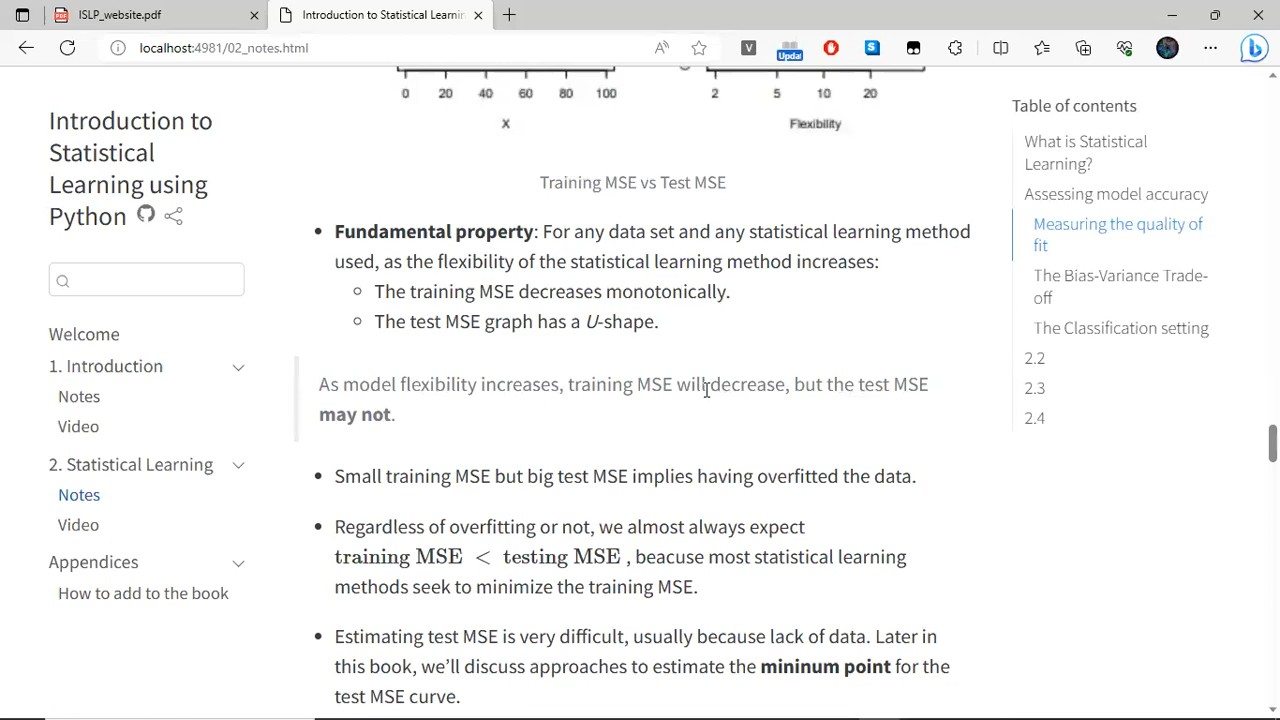 ISLP_website.pdf
Introduction to Statistical Learnin
localhost:4981/02_notes.html
V
Updat
S
Introduction to
Statistical
Learning using
Python
Welcome
1. Introduction
Notes
Video
2. Statistical Learning
Notes
Video
Appendices
How to add to the book
0 20 40 60 80 100
X
2 5 10 20
Flexibility
Training MSE vs Test MSE
• Fundamental property: For any data set and any statistical learning method
used, as the flexibility of the statistical learning method increases:
○ The training MSE decreases monotonically.
○ The test MSE graph has a U-shape.
As model flexibility increases, training MSE will decrease, but the test MSE
may not.
• Small training MSE but big test MSE implies having overfitted the data.
• Regardless of overfitting or not, we almost always expect
training MSE < testing MSE , beacuse most statistical learning
methods seek to minimize the training MSE.
• Estimating test MSE is very difficult, usually because lack of data. Later in
this book, we'll discuss approaches to estimate the mininum point for the
test MSE curve.
Table of contents
What is Statistical
Learning?
Assessing model accuracy
Measuring the quality of
fit
The Bias-Variance Trade-
off
The Classification setting
2.2
2.3
2.4